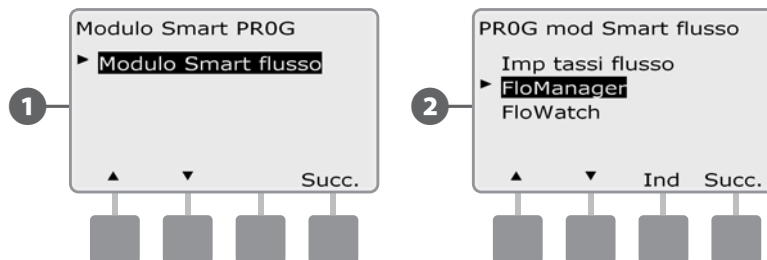 Modulo Smart PR0G
► Modulo Smart flusso
1
▲ ▼ Succ.
PR0G mod Smart flusso
Imp tassi flusso
► FloManager
FloWatch
2
▲ ▼ Ind Succ.